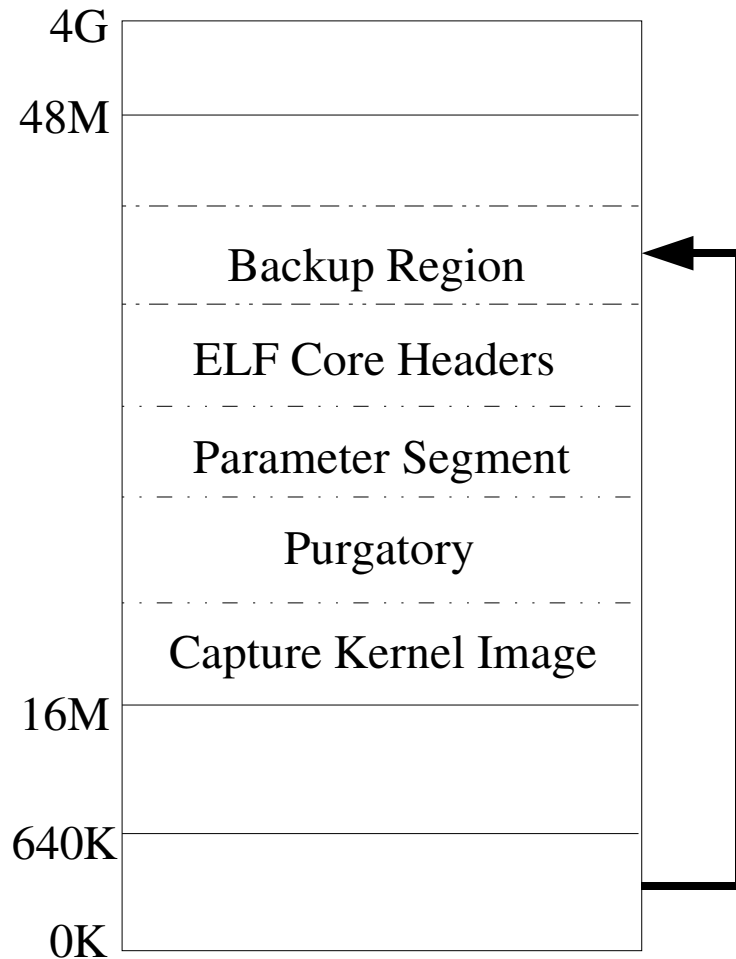 4G
48M
Backup Region
ELF Core Headers
Parameter Segment
Purgatory
Capture Kernel Image
16M
640K
0K